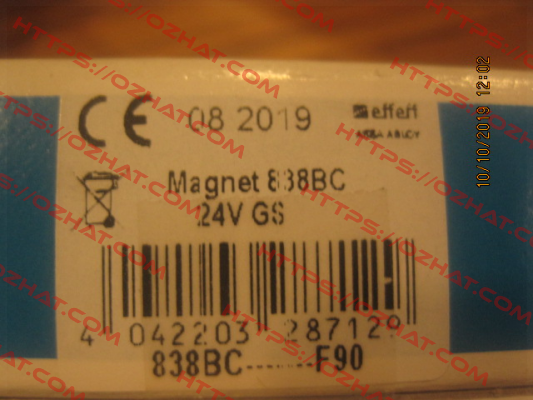 CE 08 2019 effeff
ASSA ABLOY
Magnet 838BC
24V GS
4 042203 287129
838BC-------F90
10/10/2019 12:02
HTTPS://OZHAT.COM